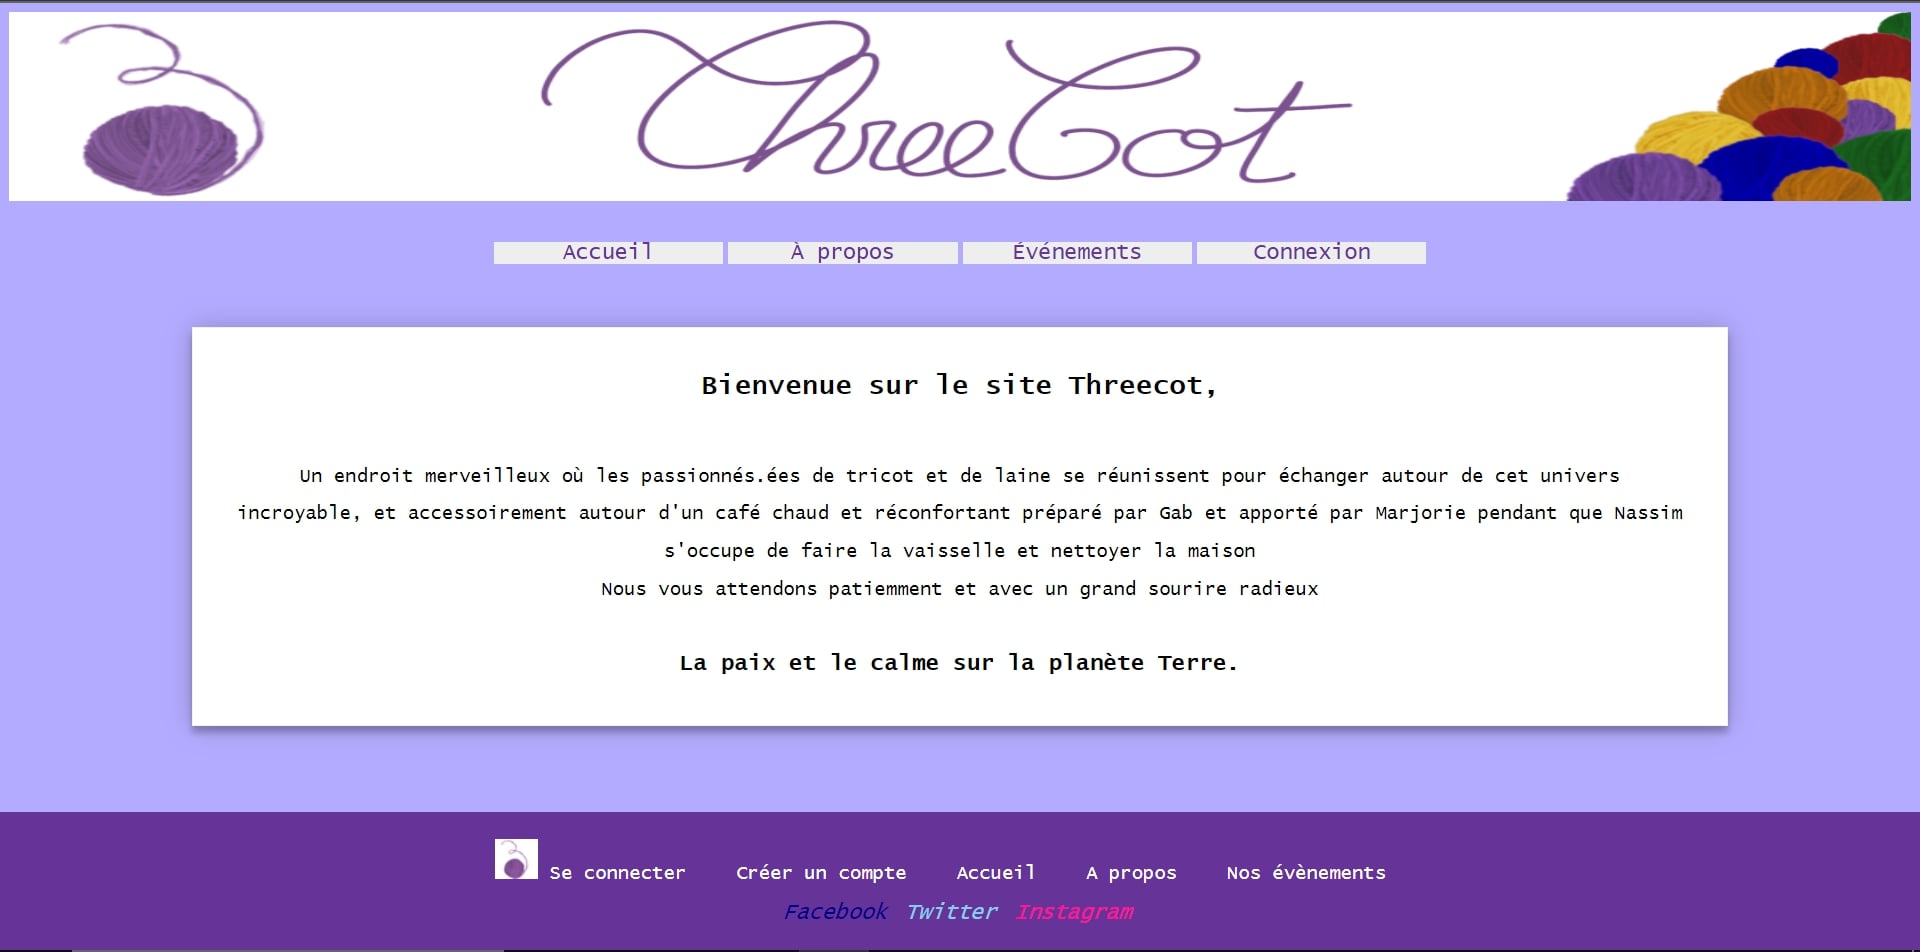 ThreeCot
Accueil À propos Événements Connexion
Bienvenue sur le site Threecot,
Un endroit merveilleux où les passionnés.ées de tricot et de laine se réunissent pour échanger autour de cet univers
incroyable, et accessoirement autour d'un café chaud et réconfortant préparé par Gab et apporté par Marjorie pendant que Nassim
s'occupe de faire la vaisselle et nettoyer la maison
Nous vous attendons patiemment et avec un grand sourire radieux
La paix et le calme sur la planète Terre.
Se connecter Créer un compte Accueil A propos Nos évènements
Facebook Twitter Instagram